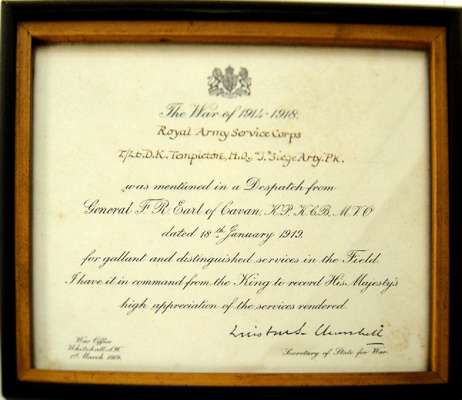 The War of 1914-1918.
Royal Army Service Corps
T/Lt. D.K. Templeton, H.Q. "J" Siege Arty. Pk.
was mentioned in a Despatch from
General F. R. Earl of Cavan, K.P. K.C.B. M.V.O.
dated 18th January 1919.
for gallant and distinguished services in the Field.
I have it in command from the King to record His Majesty's
high appreciation of the services rendered.
Winston S. Churchill
Secretary of State for War.
War Office
Whitehall. S.W.
1st March 1919.